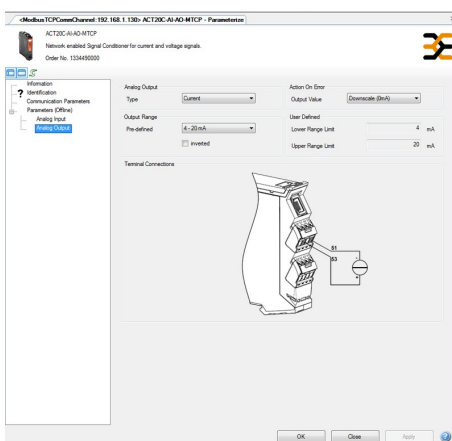 <ModbusTCPCommChannel:192.168.1.130> ACT20C-AI-AO-MTCP - Parameterize
ACT20C-AI-AO-MTCP
Network enabled Signal Conditioner for current and voltage signals.
Order No. 1334490000
Information
? Identification
Communication Parameters
Parameters (Offline)
Analog Input
Analog Output
Analog Output
Type
Current
Action On Error
Output Value
Downscale (0mA)
Output Range
Pre-defined
4 - 20 mA
inverted
User Defined
Lower Range Limit
4
mA
Upper Range Limit
20
mA
Terminal Connections
51
53
OK
Close
Apply
?